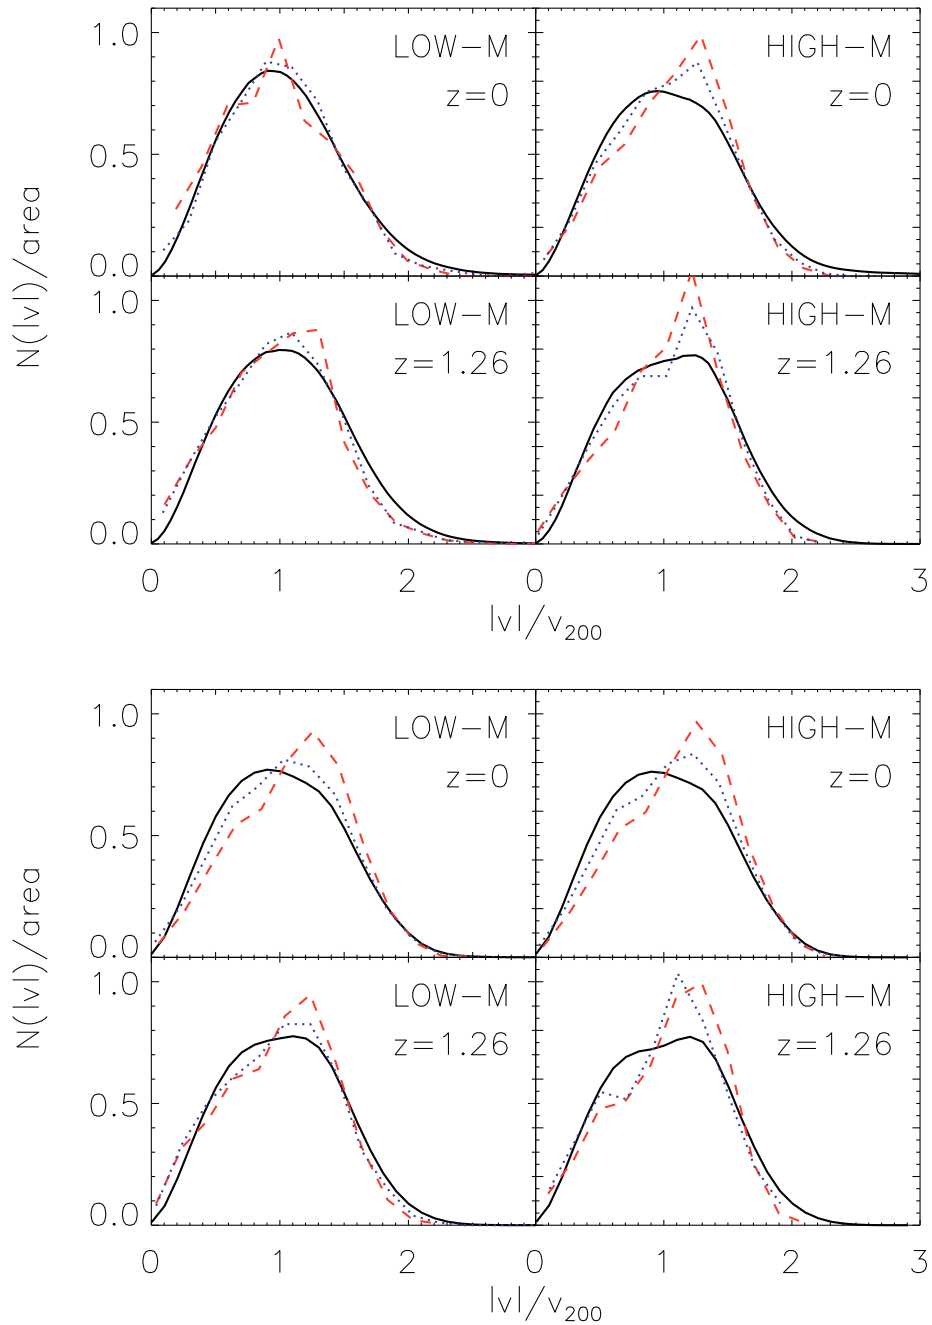 LOW-M
z=0
HIGH-M
z=0
1.0
0.5
0.0
LOW-M
z=1.26
HIGH-M
z=1.26
1.0
0.5
0.0
N(|v|)/area
0 1 2 0 1 2 3
|v|/v200
LOW-M
z=0
HIGH-M
z=0
1.0
0.5
0.0
LOW-M
z=1.26
HIGH-M
z=1.26
1.0
0.5
0.0
N(|v|)/area
0 1 2 0 1 2 3
|v|/v200